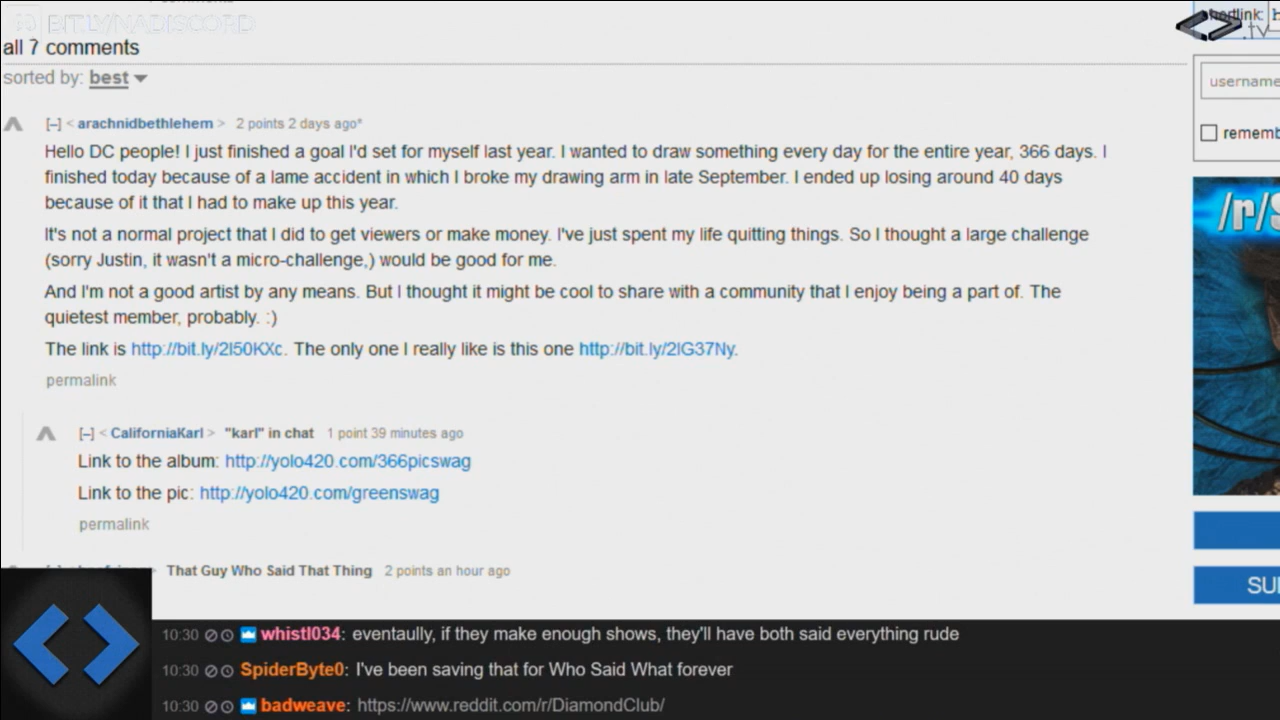 BIT.LY/NADISCORD
.tv
all 7 comments
sorted by: best
username
rememb
[–] < arachnidbethlehem > 2 points 2 days ago*
Hello DC people! I just finished a goal I'd set for myself last year. I wanted to draw something every day for the entire year, 366 days. I
finished today because of a lame accident in which I broke my drawing arm in late September. I ended up losing around 40 days
because of it that I had to make up this year.
It's not a normal project that I did to get viewers or make money. I've just spent my life quitting things. So I thought a large challenge
(sorry Justin, it wasn't a micro-challenge,) would be good for me.
And I'm not a good artist by any means. But I thought it might be cool to share with a community that I enjoy being a part of. The
quietest member, probably. :)
The link is http://bit.ly/2l50KXc. The only one I really like is this one http://bit.ly/2lG37Ny.
permalink
/r/S
[–] < CaliforniaKarl > "karl" in chat 1 point 39 minutes ago
Link to the album: http://yolo420.com/366picswag
Link to the pic: http://yolo420.com/greenswag
permalink
That Guy Who Said That Thing 2 points an hour ago
SU
10:30 whistl034: eventaully, if they make enough shows, they'll have both said everything rude
10:30 SpiderByte0: I've been saving that for Who Said What forever
10:30 badweave: https://www.reddit.com/r/DiamondClub/